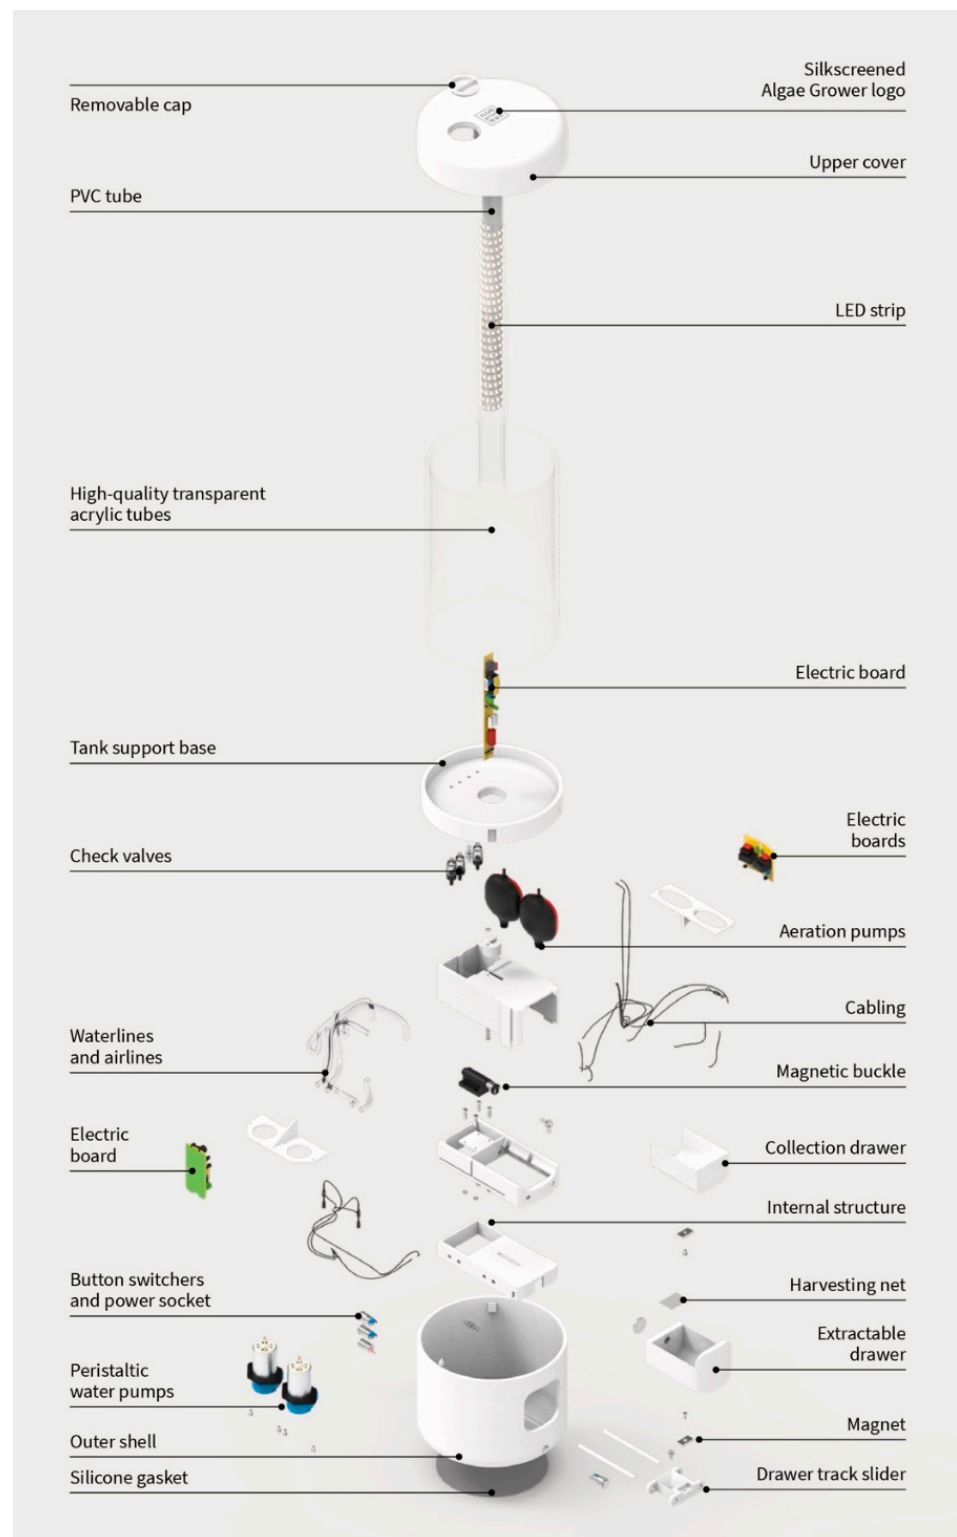 Silkscreened
Algae Grower logo
Removable cap
Upper cover
PVC tube
LED strip
High-quality transparent
acrylic tubes
Electric board
Tank support base
Electric
boards
Check valves
Aeration pumps
Cabling
Waterlines
and airlines
Magnetic buckle
Electric
board
Collection drawer
Internal structure
Button switchers
and power socket
Harvesting net
Extractable
drawer
Peristaltic
water pumps
Magnet
Outer shell
Drawer track slider
Silicone gasket